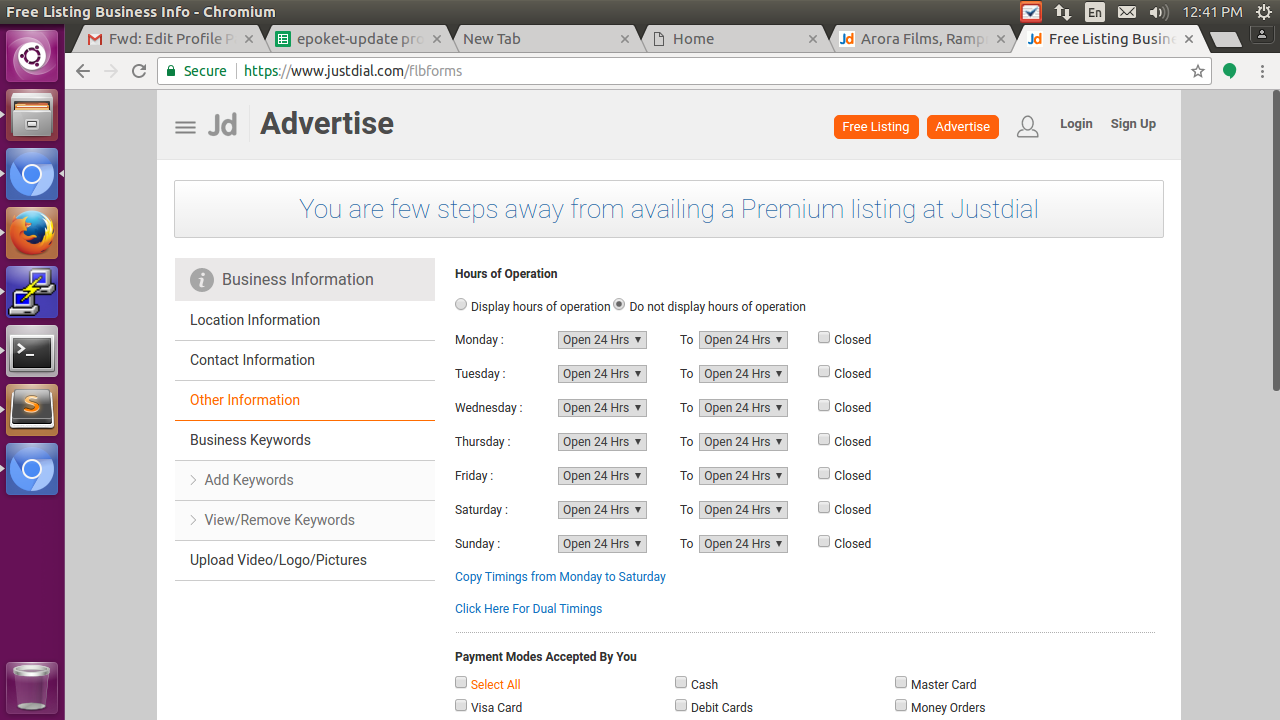 Free Listing Business Info - Chromium
En
12:41 PM
Fwd: Edit Profile P
epoket-update pro
New Tab
Home
Jd Arora Films, Ramp
Jd Free Listing Busine
Secure https://www.justdial.com/flbforms
Jd Advertise
Free Listing
Advertise
Login
Sign Up
You are few steps away from availing a Premium listing at Justdial
i Business Information
Location Information
Contact Information
Other Information
Business Keywords
Add Keywords
View/Remove Keywords
Upload Video/Logo/Pictures
Hours of Operation
Display hours of operation Do not display hours of operation
Monday : Open 24 Hrs To Open 24 Hrs Closed
Tuesday : Open 24 Hrs To Open 24 Hrs Closed
Wednesday : Open 24 Hrs To Open 24 Hrs Closed
Thursday : Open 24 Hrs To Open 24 Hrs Closed
Friday : Open 24 Hrs To Open 24 Hrs Closed
Saturday : Open 24 Hrs To Open 24 Hrs Closed
Sunday : Open 24 Hrs To Open 24 Hrs Closed
Copy Timings from Monday to Saturday
Click Here For Dual Timings
Payment Modes Accepted By You
Select All Cash Master Card
Visa Card Debit Cards Money Orders